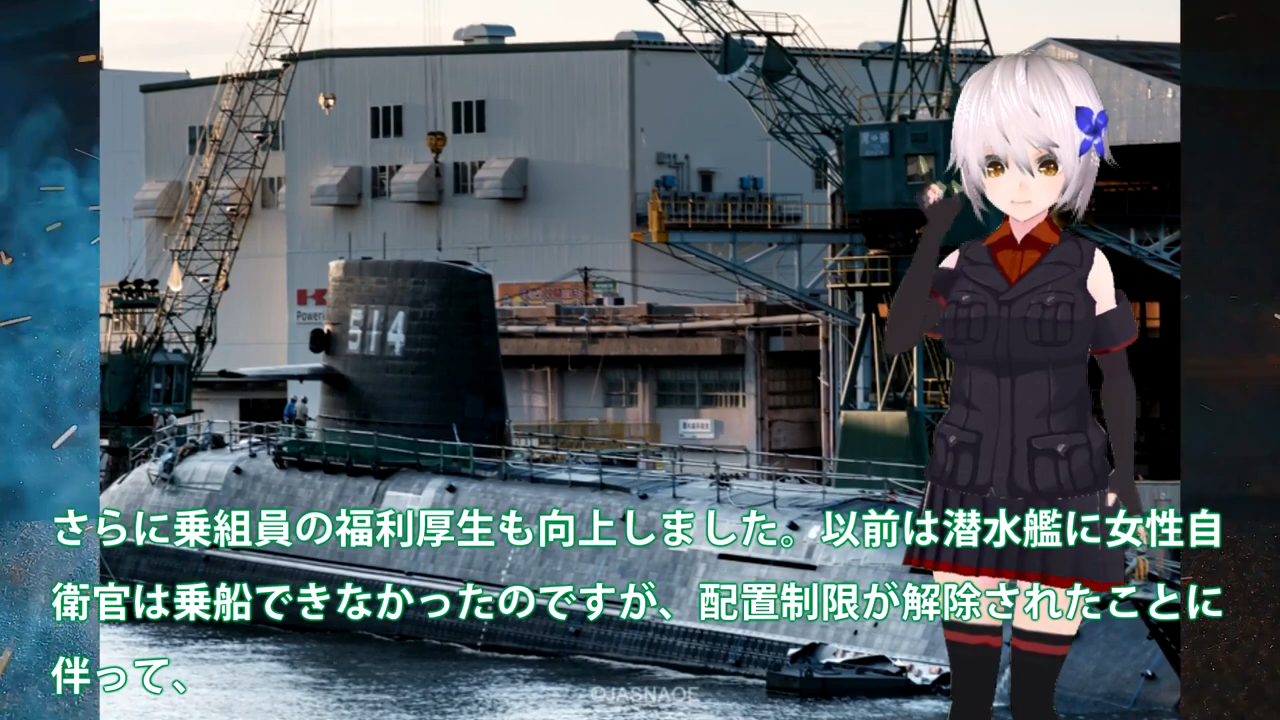 514
K
Power
さらに乗組員の福利厚生も向上しました。以前は潜水艦に女性自
衛官は乗船できなかったのですが、配置制限が解除されたことに
伴って、
©JASNAOE